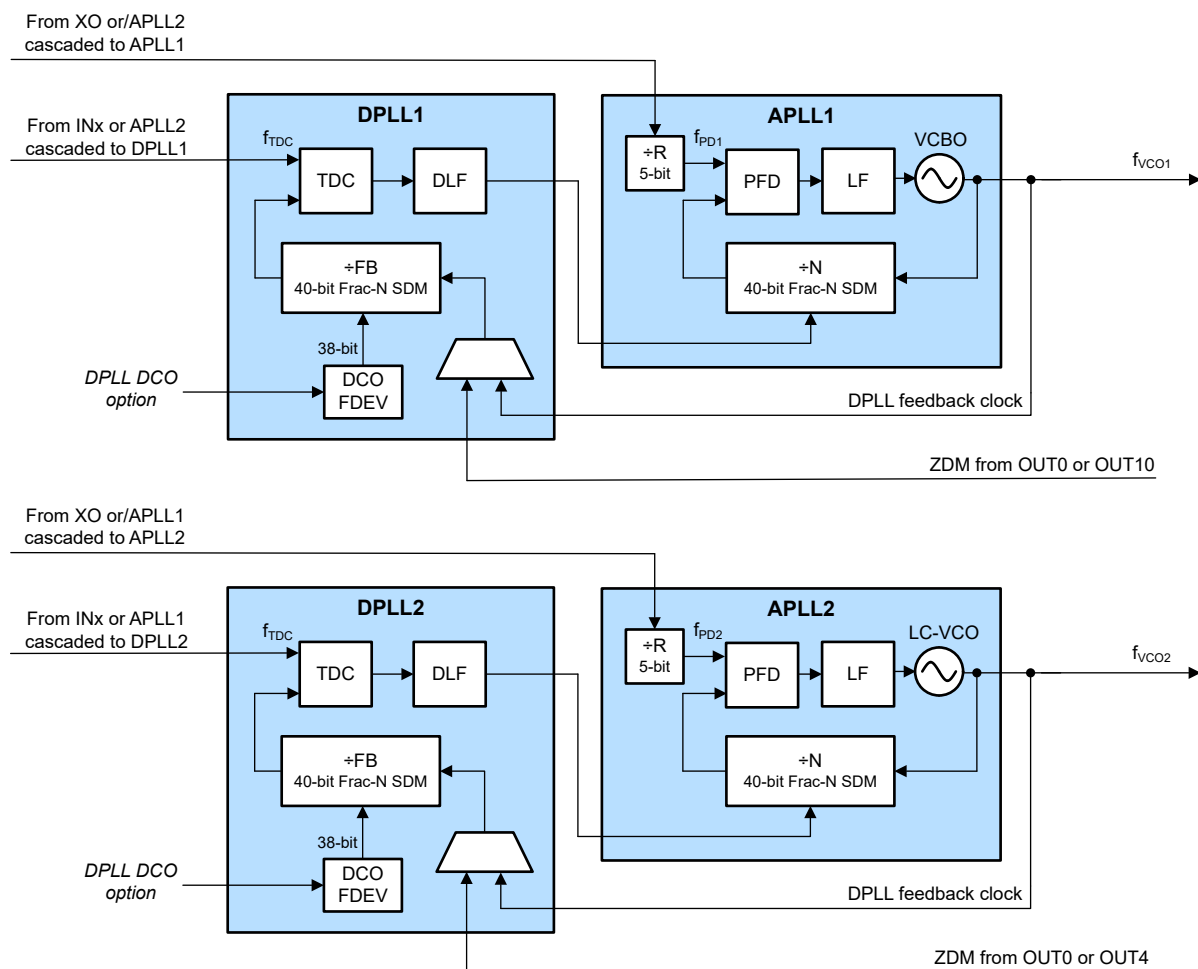 From XO or/APLL2
cascaded to APLL1
DPLL1
APLL1
From INx or APLL2
cascaded to DPLL1
fTDC
TDC
DLF
÷R
5-bit
fPD1
PFD
LF
VCBO
fVCO1
÷FB
40-bit Frac-N SDM
÷N
40-bit Frac-N SDM
38-bit
DPLL DCO
option
DCO
FDEV
DPLL feedback clock
ZDM from OUT0 or OUT10
From XO or/APLL1
cascaded to APLL2
DPLL2
APLL2
From INx or APLL1
cascaded to DPLL2
fTDC
TDC
DLF
÷R
5-bit
fPD2
PFD
LF
LC-VCO
fVCO2
÷FB
40-bit Frac-N SDM
÷N
40-bit Frac-N SDM
38-bit
DPLL DCO
option
DCO
FDEV
DPLL feedback clock
ZDM from OUT0 or OUT4